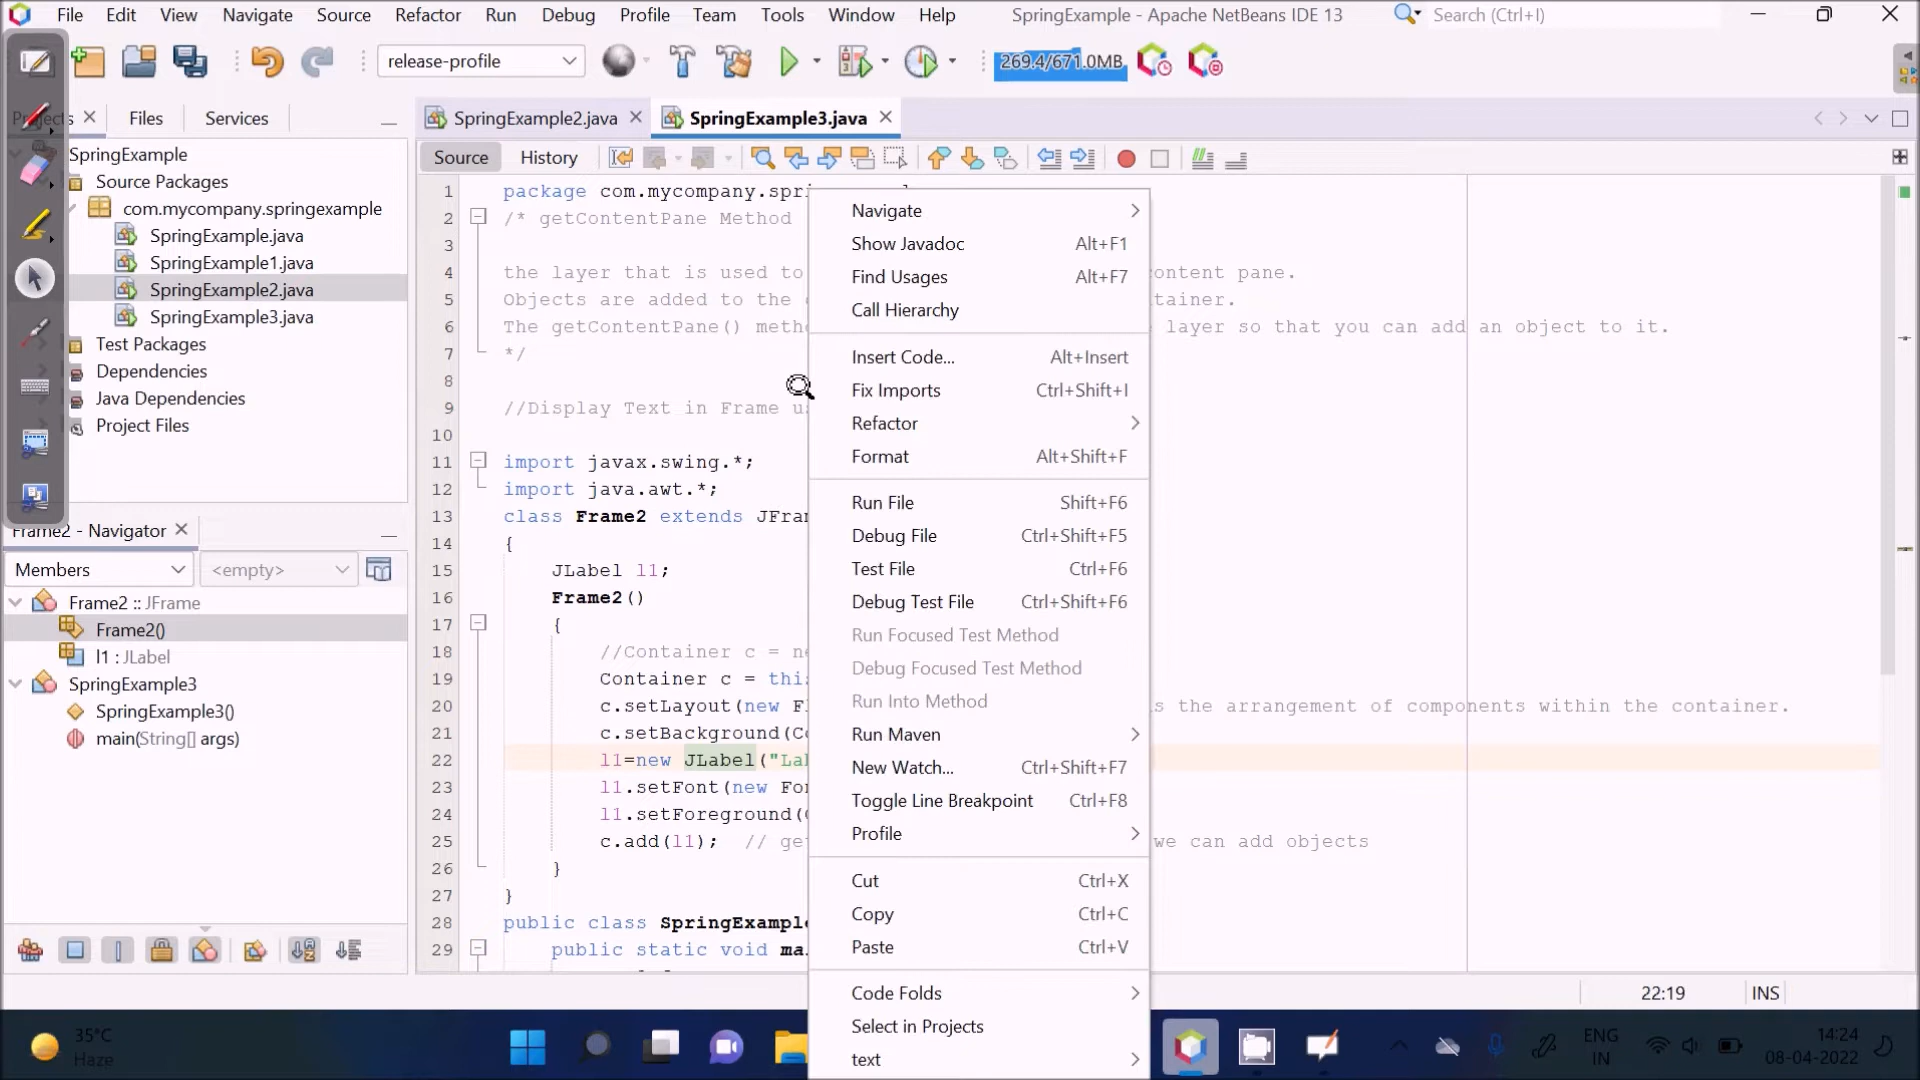 File Edit View Navigate Source Refactor Run Debug Profile Team Tools Window Help SpringExample - Apache NetBeans IDE 13 Search (Ctrl+I)
release-profile 269.4/671.0MB
Files Services
SpringExample2.java SpringExample3.java
Source History
SpringExample
Source Packages
com.mycompany.springexample
SpringExample.java
SpringExample1.java
SpringExample2.java
SpringExample3.java
Test Packages
Dependencies
Java Dependencies
Project Files
Frame2 - Navigator
Members <empty>
Frame2 :: JFrame
Frame2()
l1 : JLabel
SpringExample3
SpringExample3()
main(String[] args)
1 package com.mycompany.spri
2 /* getContentPane Method
3
4 the layer that is used to ontent pane.
5 Objects are added to the tainer.
6 The getContentPane() meth layer so that you can add an object to it.
7 */
8
9 //Display Text in Frame u
10
11 import javax.swing.*;
12 import java.awt.*;
13 class Frame2 extends JFra
14 {
15 JLabel l1;
16 Frame2()
17 {
18 //Container c = ne
19 Container c = this
20 c.setLayout(new F s the arrangement of components within the container.
21 c.setBackground(Co
22 l1=new JLabel("La
23 l1.setFont(new Fo
24 l1.setForeground(
25 c.add(l1); // ge we can add objects
26 }
27 }
28 public class SpringExample
29 public static void ma
Navigate
Show Javadoc Alt+F1
Find Usages Alt+F7
Call Hierarchy
Insert Code... Alt+Insert
Fix Imports Ctrl+Shift+I
Refactor
Format Alt+Shift+F
Run File Shift+F6
Debug File Ctrl+Shift+F5
Test File Ctrl+F6
Debug Test File Ctrl+Shift+F6
Run Focused Test Method
Debug Focused Test Method
Run Into Method
Run Maven
New Watch... Ctrl+Shift+F7
Toggle Line Breakpoint Ctrl+F8
Profile
Cut Ctrl+X
Copy Ctrl+C
Paste Ctrl+V
Code Folds
Select in Projects
text
22:19 INS
35°C
Haze
ENG
IN
14:24
08-04-2022